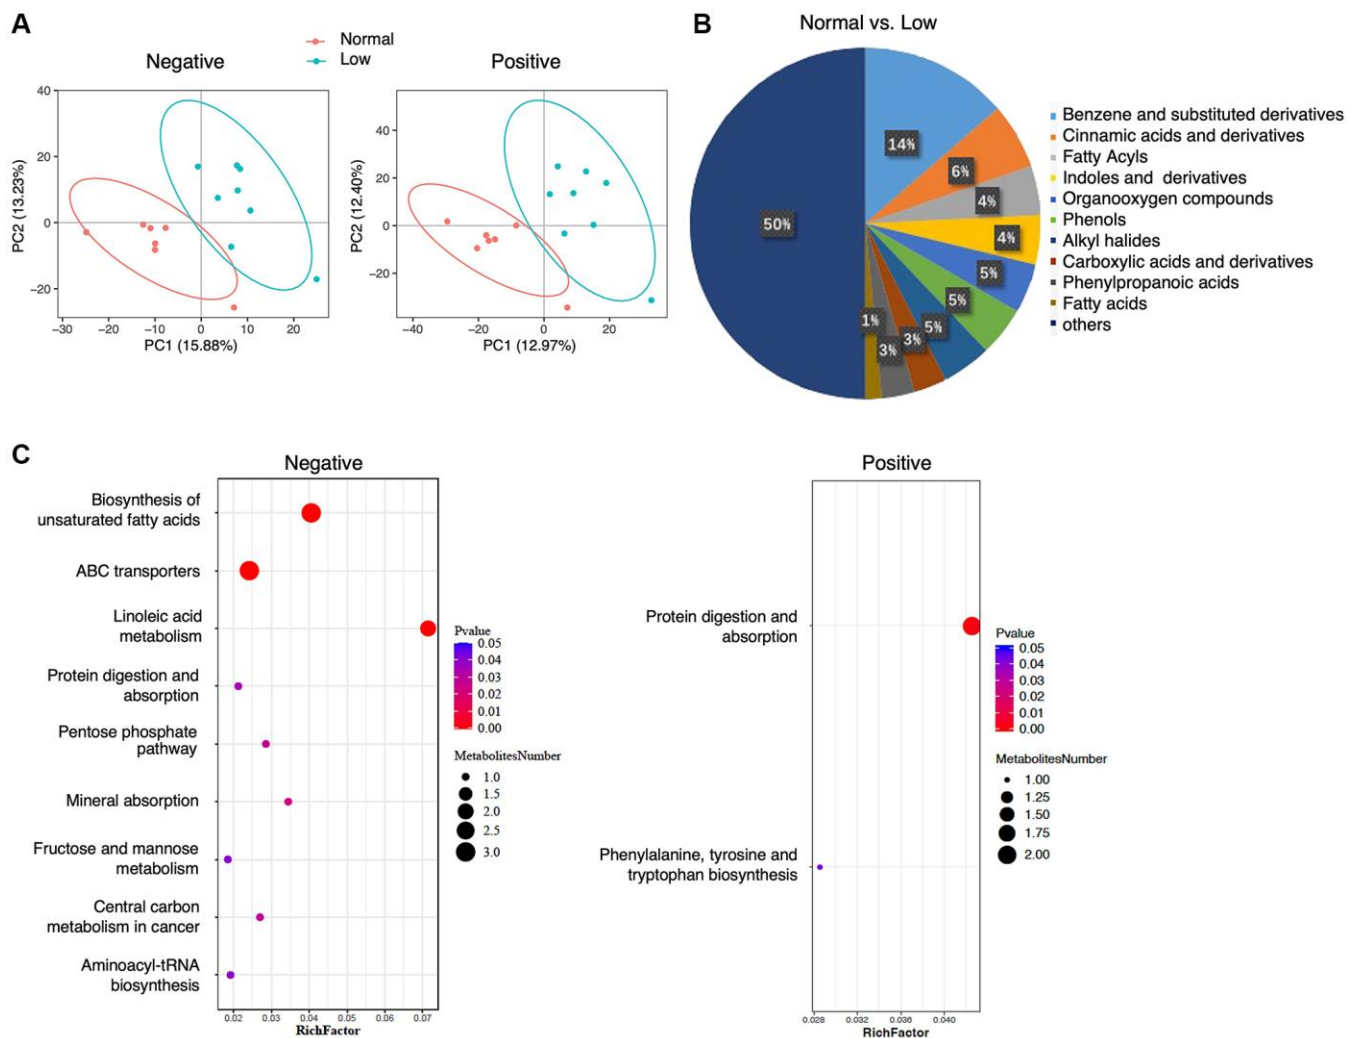 A
Normal
Low
Negative
Positive
40
20
0
−20
PC2 (13.23%)
−30
−20
−10
0
10
20
PC1 (15.88%)
40
20
0
−20
PC2 (12.40%)
−40
−20
0
20
PC1 (12.97%)
B
Normal vs. Low
14%
6%
4%
4%
5%
5%
5%
3%
3%
1%
50%
Benzene and substituted derivatives
Cinnamic acids and derivatives
Fatty Acyls
Indoles and derivatives
Organooxygen compounds
Phenols
Alkyl halides
Carboxylic acids and derivatives
Phenylpropanoic acids
Fatty acids
others
C
Negative
Biosynthesis of
unsaturated fatty acids
ABC transporters
Linoleic acid
metabolism
Protein digestion and
absorption
Pentose phosphate
pathway
Mineral absorption
Fructose and mannose
metabolism
Central carbon
metabolism in cancer
Aminoacyl-tRNA
biosynthesis
0.02
0.03
0.04
0.05
0.06
0.07
RichFactor
Pvalue
0.05
0.04
0.03
0.02
0.01
0.00
MetabolitesNumber
1.0
1.5
2.0
2.5
3.0
Positive
Protein digestion and
absorption
Phenylalanine, tyrosine and
tryptophan biosynthesis
0.028
0.032
0.036
0.040
RichFactor
Pvalue
0.05
0.04
0.03
0.02
0.01
0.00
MetabolitesNumber
1.00
1.25
1.50
1.75
2.00